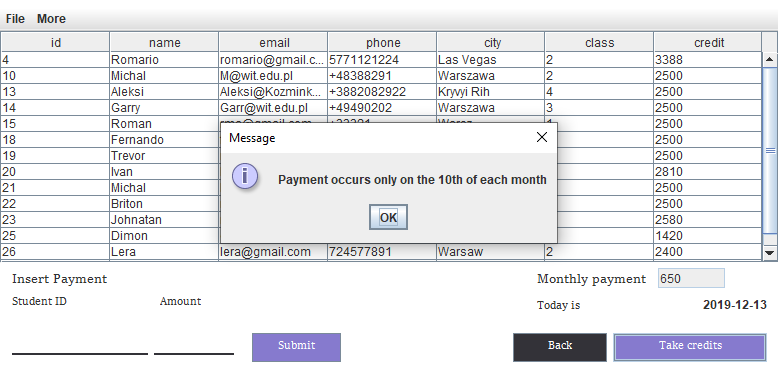 File More
id name email phone city class credit
4 Romario romario@gmail.c... 5771121224 Las Vegas 2 3388
10 Michal M@wit.edu.pl +48388291 Warszawa 2 2500
13 Aleksi Aleksi@Kozmink... +3882082922 Kryvyi Rih 4 2500
14 Garry Garr@wit.edu.pl +49490202 Warszawa 3 2500
15 Roman 2500
18 Fernando 2500
19 Trevor 2500
20 Ivan 2810
21 Michal 2500
22 Briton 2500
23 Johnatan 2580
25 Dimon 1420
26 Lera lera@gmail.com 724577891 Warsaw 2 2400
Message
Payment occurs only on the 10th of each month
OK
Insert Payment
Monthly payment 650
Student ID Amount
Today is 2019-12-13
Submit
Back
Take credits